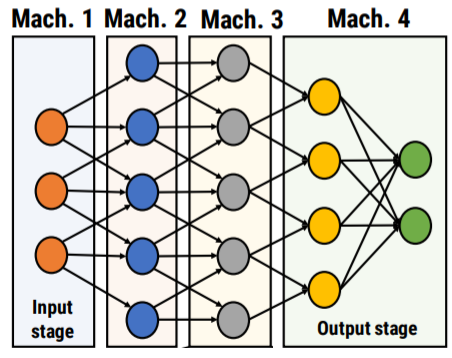 Mach. 1 Mach. 2 Mach. 3 Mach. 4
Input
stage
Output stage